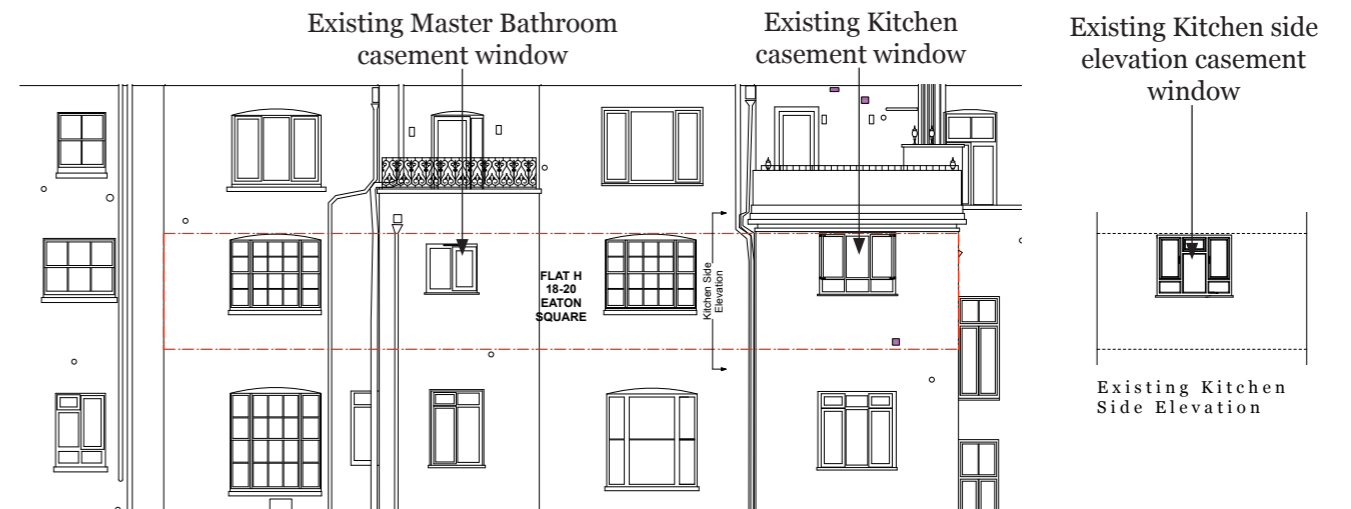 Existing Master Bathroom
casement window
Existing Kitchen
casement window
Existing Kitchen side
elevation casement
window
FLAT H
18-20
EATON
SQUARE
Kitchen Side
Elevation
Existing Kitchen
Side Elevation